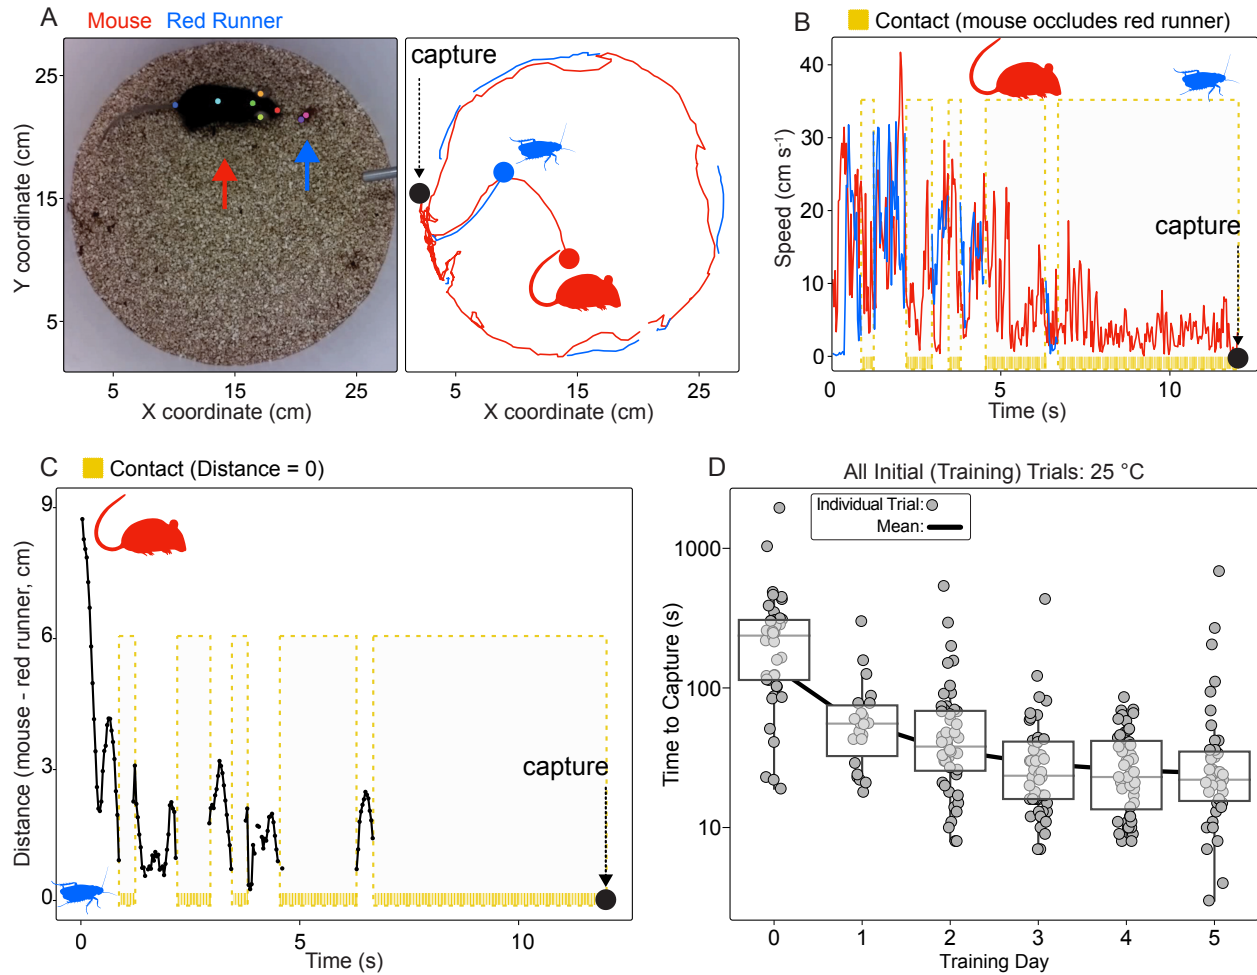 A
Mouse Red Runner
Y coordinate (cm)
25
15
5
5 15 25
X coordinate (cm)
capture
5 15 25
X coordinate (cm)
B
Contact (mouse occludes red runner)
Speed (cm s⁻¹)
40
30
20
10
0
capture
0 5 10
Time (s)
C
Contact (Distance = 0)
Distance (mouse - red runner, cm)
9
6
3
0
capture
0 5 10
Time (s)
D
All Initial (Training) Trials: 25 °C
Individual Trial:
Mean:
Time to Capture (s)
1000
100
10
0 1 2 3 4 5
Training Day